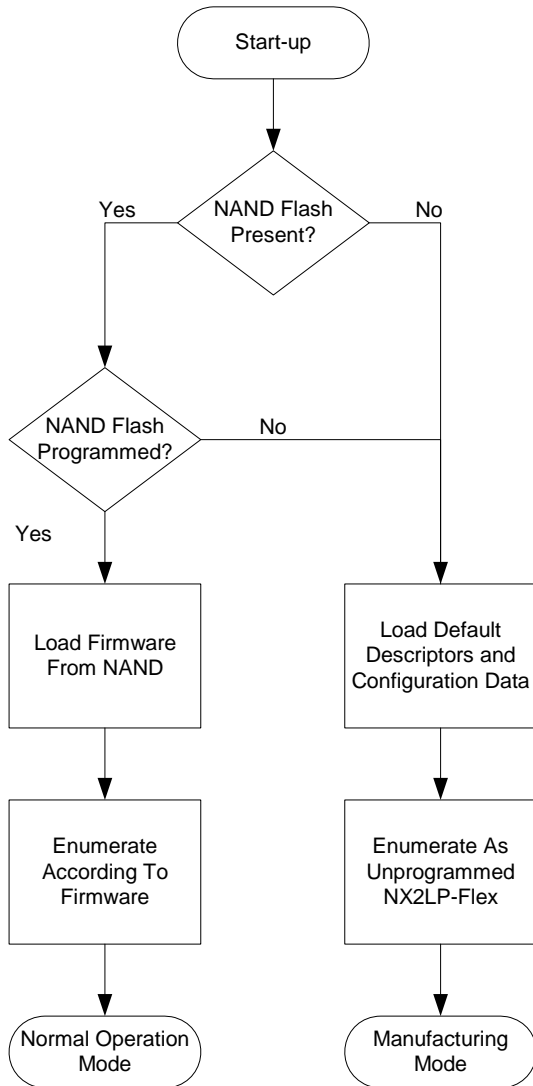 Start-up
NAND Flash
Present?
Yes
No
NAND Flash
Programmed?
No
Yes
Load Firmware
From NAND
Load Default
Descriptors and
Configuration Data
Enumerate
According To
Firmware
Enumerate As
Unprogrammed
NX2LP-Flex
Normal Operation
Mode
Manufacturing
Mode